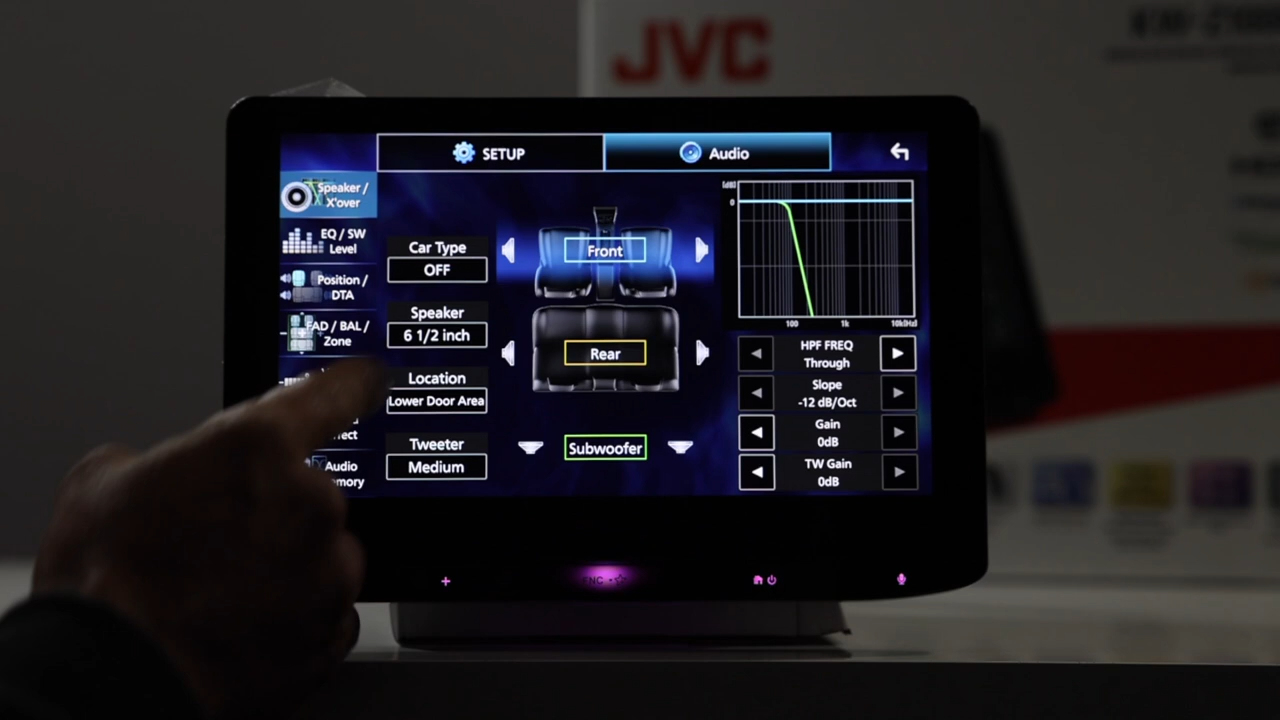 JVC
SETUP
Audio
Speaker /
X'over
EQ / SW
Level
Position /
DTA
FAD / BAL /
Zone
Audio
Car Type
OFF
Speaker
6 1/2 inch
Location
Lower Door Area
Tweeter
Medium
Front
Rear
Subwoofer
[dB]
0
100
1k
10k[Hz]
HPF FREQ
Through
Slope
-12 dB/Oct
Gain
0dB
TW Gain
0dB
+